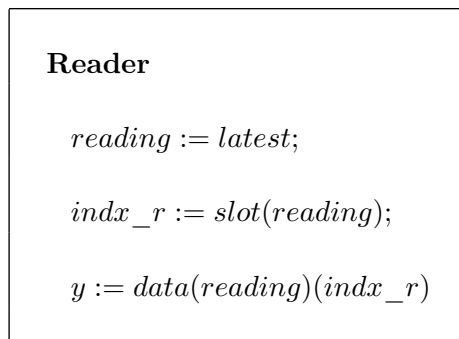 Reader
reading := latest;
indx_r := slot(reading);
y := data(reading)(indx_r)